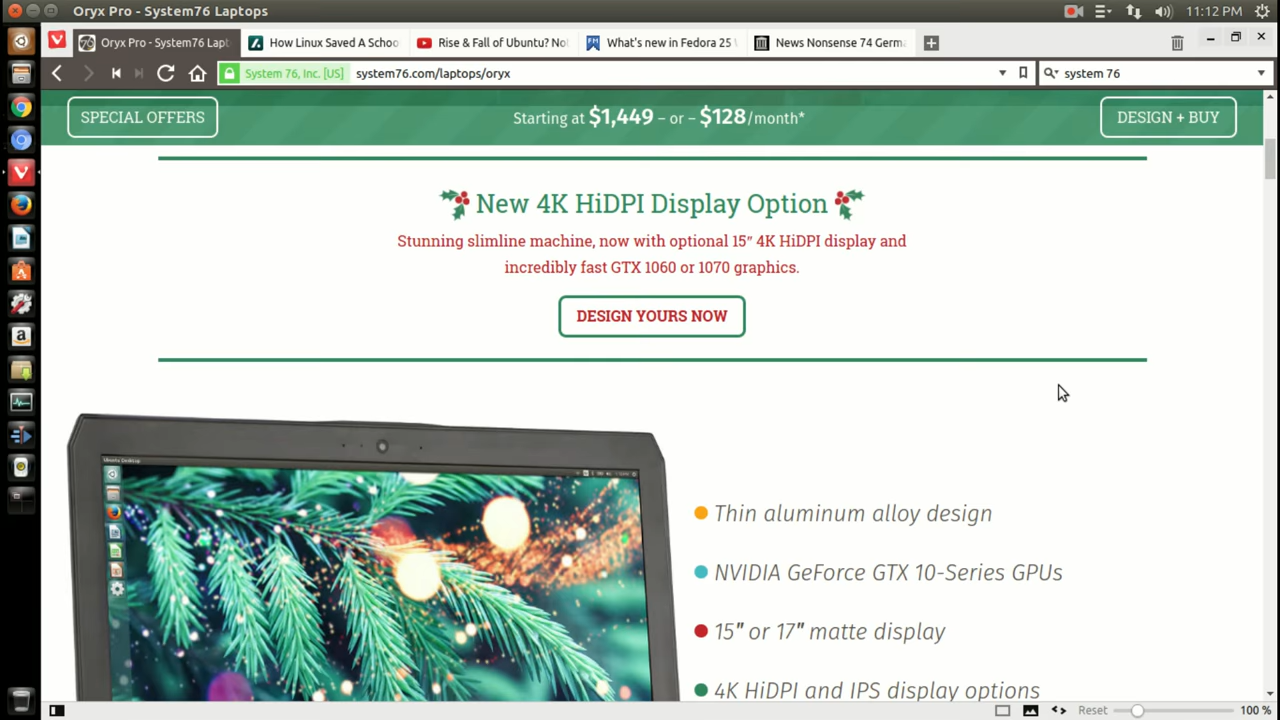 Oryx Pro - System76 Laptops
11:12 PM
Oryx Pro - System76 Lapt
How Linux Saved A Schoo
Rise & Fall of Ubuntu? No
What's new in Fedora 25
News Nonsense 74 Germa
System 76, Inc. [US]
system76.com/laptops/oryx
system 76
SPECIAL OFFERS
Starting at $1,449 – or – $128/month*
DESIGN + BUY
New 4K HiDPI Display Option
Stunning slimline machine, now with optional 15″ 4K HiDPI display and
incredibly fast GTX 1060 or 1070 graphics.
DESIGN YOURS NOW
Ubuntu Desktop
Thin aluminum alloy design
NVIDIA GeForce GTX 10-Series GPUs
15″ or 17″ matte display
4K HiDPI and IPS display options
Reset
100 %